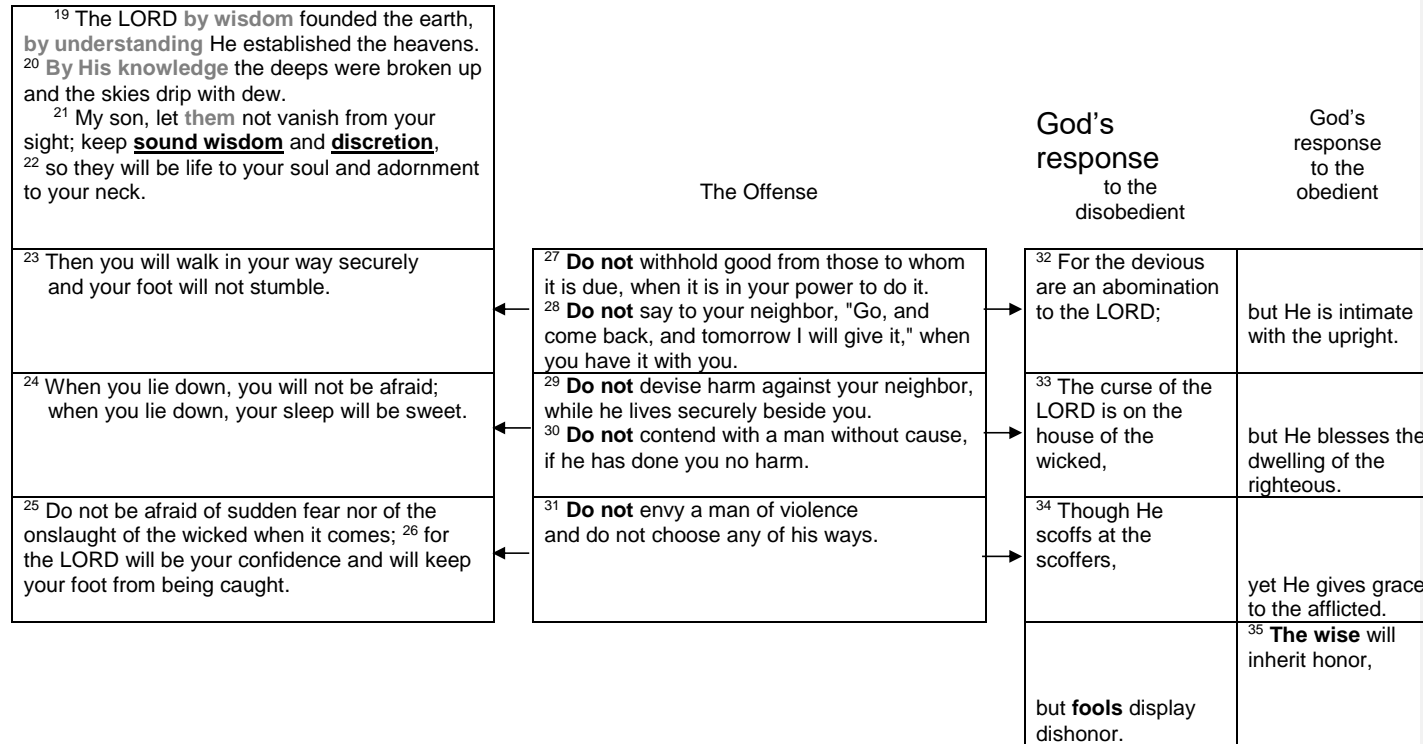 19 The LORD by wisdom founded the earth,
by understanding He established the heavens.
20 By His knowledge the deeps were broken up
and the skies drip with dew.
21 My son, let them not vanish from your
sight; keep sound wisdom and discretion,
22 so they will be life to your soul and adornment
to your neck.
23 Then you will walk in your way securely
and your foot will not stumble.
24 When you lie down, you will not be afraid;
when you lie down, your sleep will be sweet.
25 Do not be afraid of sudden fear nor of the
onslaught of the wicked when it comes; 26 for
the LORD will be your confidence and will keep
your foot from being caught.
The Offense
27 Do not withhold good from those to whom
it is due, when it is in your power to do it.
28 Do not say to your neighbor, "Go, and
come back, and tomorrow I will give it," when
you have it with you.
29 Do not devise harm against your neighbor,
while he lives securely beside you.
30 Do not contend with a man without cause,
if he has done you no harm.
31 Do not envy a man of violence
and do not choose any of his ways.
God's
response
to the
disobedient
32 For the devious
are an abomination
to the LORD;
33 The curse of the
LORD is on the
house of the
wicked,
34 Though He
scoffs at the
scoffers,
but fools display
dishonor.
God's
response
to the
obedient
but He is intimate
with the upright.
but He blesses the
dwelling of the
righteous.
yet He gives grace
to the afflicted.
35 The wise will
inherit honor,